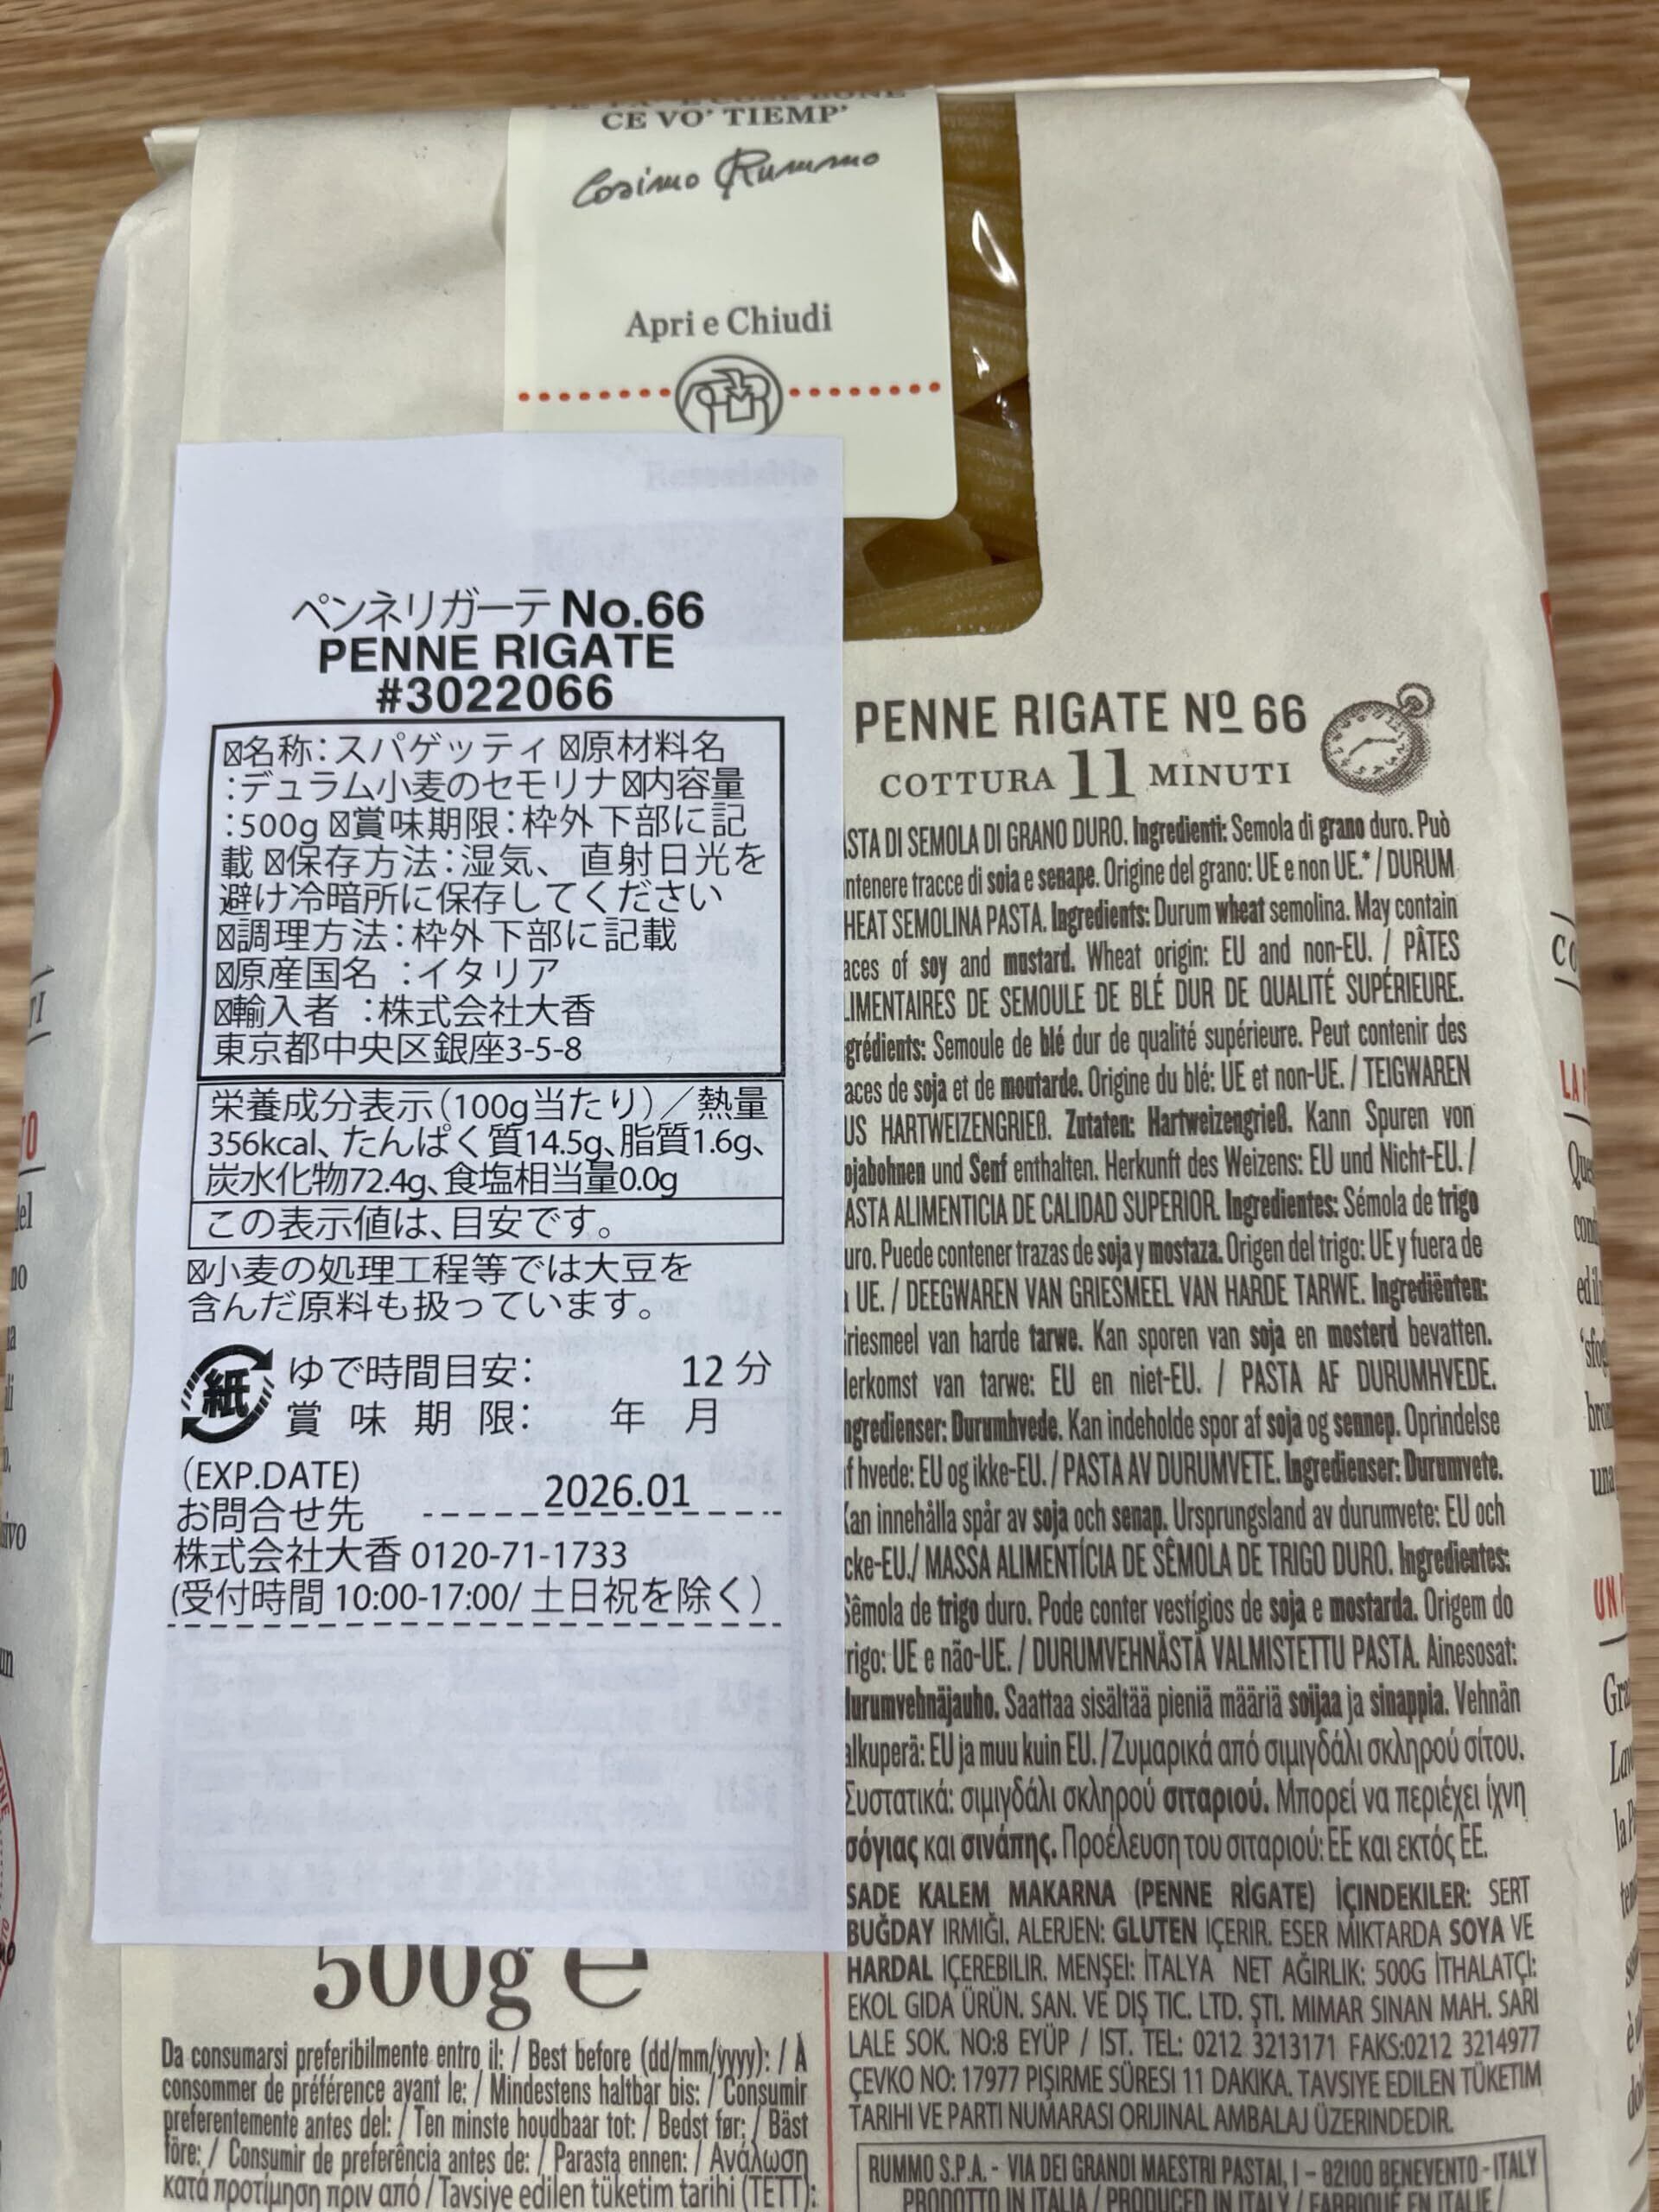 CE VO' TIEMP'
Cosimo Rummo
Apri e Chiudi
ペンネリガーテ No.66
PENNE RIGATE
#3022066
名称:スパゲッティ 原材料名
:デュラム小麦のセモリナ内容量
:500g 賞味期限:枠外下部に記
載 保存方法:湿気、直射日光を
避け冷暗所に保存してください
調理方法:枠外下部に記載
原産国名 :イタリア
輸入者 :株式会社大香
東京都中央区銀座3-5-8
栄養成分表示(100g当たり)／熱量
356kcal、たんぱく質14.5g、脂質1.6g、
炭水化物72.4g、食塩相当量0.0g
この表示値は、目安です。
小麦の処理工程等では大豆を
含んだ原料も扱っています。
紙
ゆで時間目安: 12分
賞味期限: 年 月
(EXP.DATE)
2026.01
お問合せ先
株式会社大香 0120-71-1733
(受付時間 10:00-17:00/ 土日祝を除く)
500g e
Da consumarsi preferibilmente entro il: / Best before (dd/mm/yyyy): / À
consommer de préférence avant le: / Mindestens haltbar bis: / Consumir
preferentemente antes del: / Ten minste houdbaar tot: / Bedst før: / Bäst
före: / Consumir de preferência antes de: / Parasta ennen: / Ανάλωση
κατά προτίμηση πριν από / Tavsiye edilen tüketim tarihi (TETT):
PENNE RIGATE Nº 66
COTTURA 11 MINUTI
DI SEMOLA DI GRANO DURO. Ingredienti: Semola di grano duro. Può
tracce di soia e senape. Origine del grano: UE e non UE.* / DURUM
SEMOLINA PASTA. Ingredients: Durum wheat semolina. May contain
of soy and mustard. Wheat origin: EU and non-EU. / PÂTES
DE SEMOULE DE BLÉ DUR DE QUALITÉ SUPÉRIEURE.
Semoule de blé dur de qualité supérieure. Peut contenir des
de soja et de moutarde. Origine du blé: UE et non-UE. / TEIGWAREN
HARTWEIZENGRIEß. Zutaten: Hartweizengrieß. Kann Spuren von
und Senf enthalten. Herkunft des Weizens: EU und Nicht-EU. /
ALIMENTICIA DE CALIDAD SUPERIOR. Ingredientes: Sémola de trigo
Puede contener trazas de soja y mostaza. Origen del trigo: UE y fuera de
UE. / DEEGWAREN VAN GRIESMEEL VAN HARDE TARWE. Ingrediënten:
van harde tarwe. Kan sporen van soja en mosterd bevatten.
van tarwe: EU en niet-EU. / PASTA AF DURUMHVEDE.
Durumhvede. Kan indeholde spor af soja og sennep. Oprindelse
hvede: EU og ikke-EU. / PASTA AV DURUMVETE. Ingredienser: Durumvete.
Kan innehålla spår av soja och senap. Ursprungsland av durumvete: EU och
MASSA ALIMENTÍCIA DE SÊMOLA DE TRIGO DURO. Ingredientes:
Sêmola de trigo duro. Pode conter vestígios de soja e mostarda. Origem do
UE e não-UE. / DURUMVEHNÄSTÄ VALMISTETTU PASTA. Ainesosat:
durumvehnäjauho. Saattaa sisältää pieniä määriä soijaa ja sinappia. Vehnän
alkuperä: EU ja muu kuin EU. / Ζυμαρικά από σιμιγδάλι σκληρού σίτου.
Συστατικά: σιμιγδάλι σκληρού σιταριού. Μπορεί να περιέχει ίχνη
σόγιας και σινάπης. Προέλευση του σιταριού: ΕΕ και εκτός ΕΕ.
SADE KALEM MAKARNA (PENNE RİGATE) İÇINDEKILER: SERT
BUĞDAY IRMIĞI. ALERJEN: GLUTEN IÇERIR. ESER MIKTARDA SOYA VE
HARDAL IÇEREBILIR. MENŞEI: İTALYA NET AĞIRLIK: 500G İTHALATÇI:
EKOL GIDA ÜRÜN. SAN. VE DIŞ TIC. LTD. ŞTI. MIMAR SINAN MAH. SARI
LALE SOK. NO:8 EYÜP / IST. TEL: 0212 3213171 FAKS:0212 3214977
ÇEVKO NO: 17977 PIŞIRME SÜRESI 11 DAKIKA. TAVSIYE EDILEN TÜKETIM
TARIHI VE PARTI NUMARASI ORIJINAL AMBALAJ ÜZERINDEDIR.
RUMMO S.P.A. - VIA DEI GRANDI MAESTRI PASTAI, 1 - 82100 BENEVENTO - ITALY
PRODOTTO IN ITALIA / PRODUCED IN ITALY / FABRIQUÉ EN ITALIE /